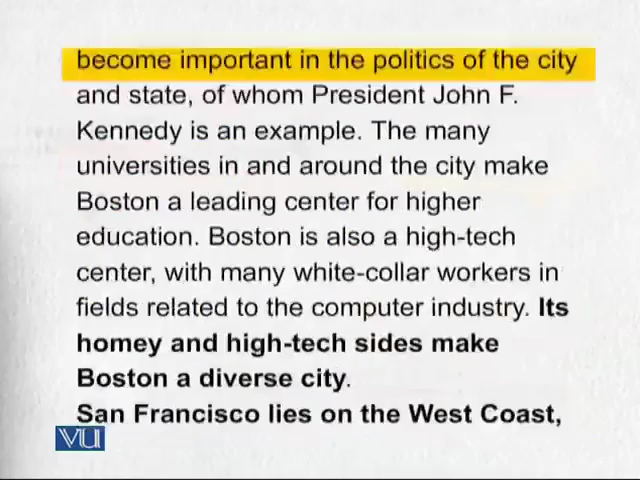 become important in the politics of the city
and state, of whom President John F.
Kennedy is an example. The many
universities in and around the city make
Boston a leading center for higher
education. Boston is also a high-tech
center, with many white-collar workers in
fields related to the computer industry. Its
homey and high-tech sides make
Boston a diverse city.
San Francisco lies on the West Coast,
VU